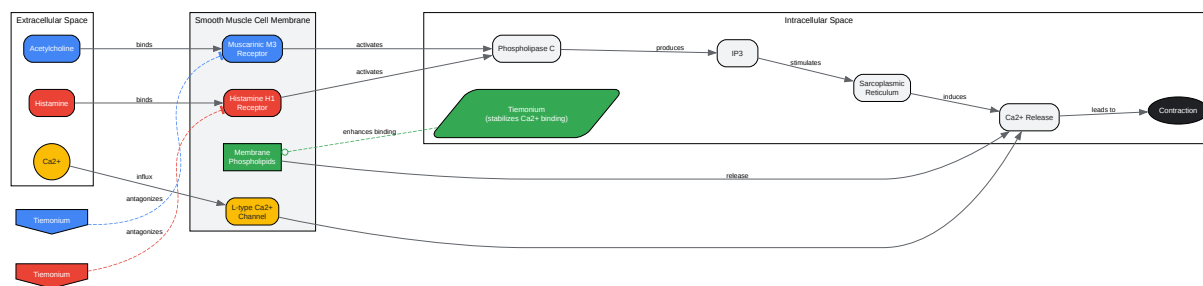 Extracellular Space
Smooth Muscle Cell Membrane
Intracellular Space
Acetylcholine
binds
Muscarinic M3
Receptor
activates
Phospholipase C
produces
IP3
stimulates
Sarcoplasmic
Reticulum
induces
Ca2+ Release
leads to
Contraction
Histamine
binds
Histamine H1
Receptor
activates
Tiemonium
(stabilizes Ca2+ binding)
enhances binding
Membrane
Phospholipids
release
Ca2+
influx
L-type Ca2+
Channel
antagonizes
Tiemonium
antagonizes
Tiemonium